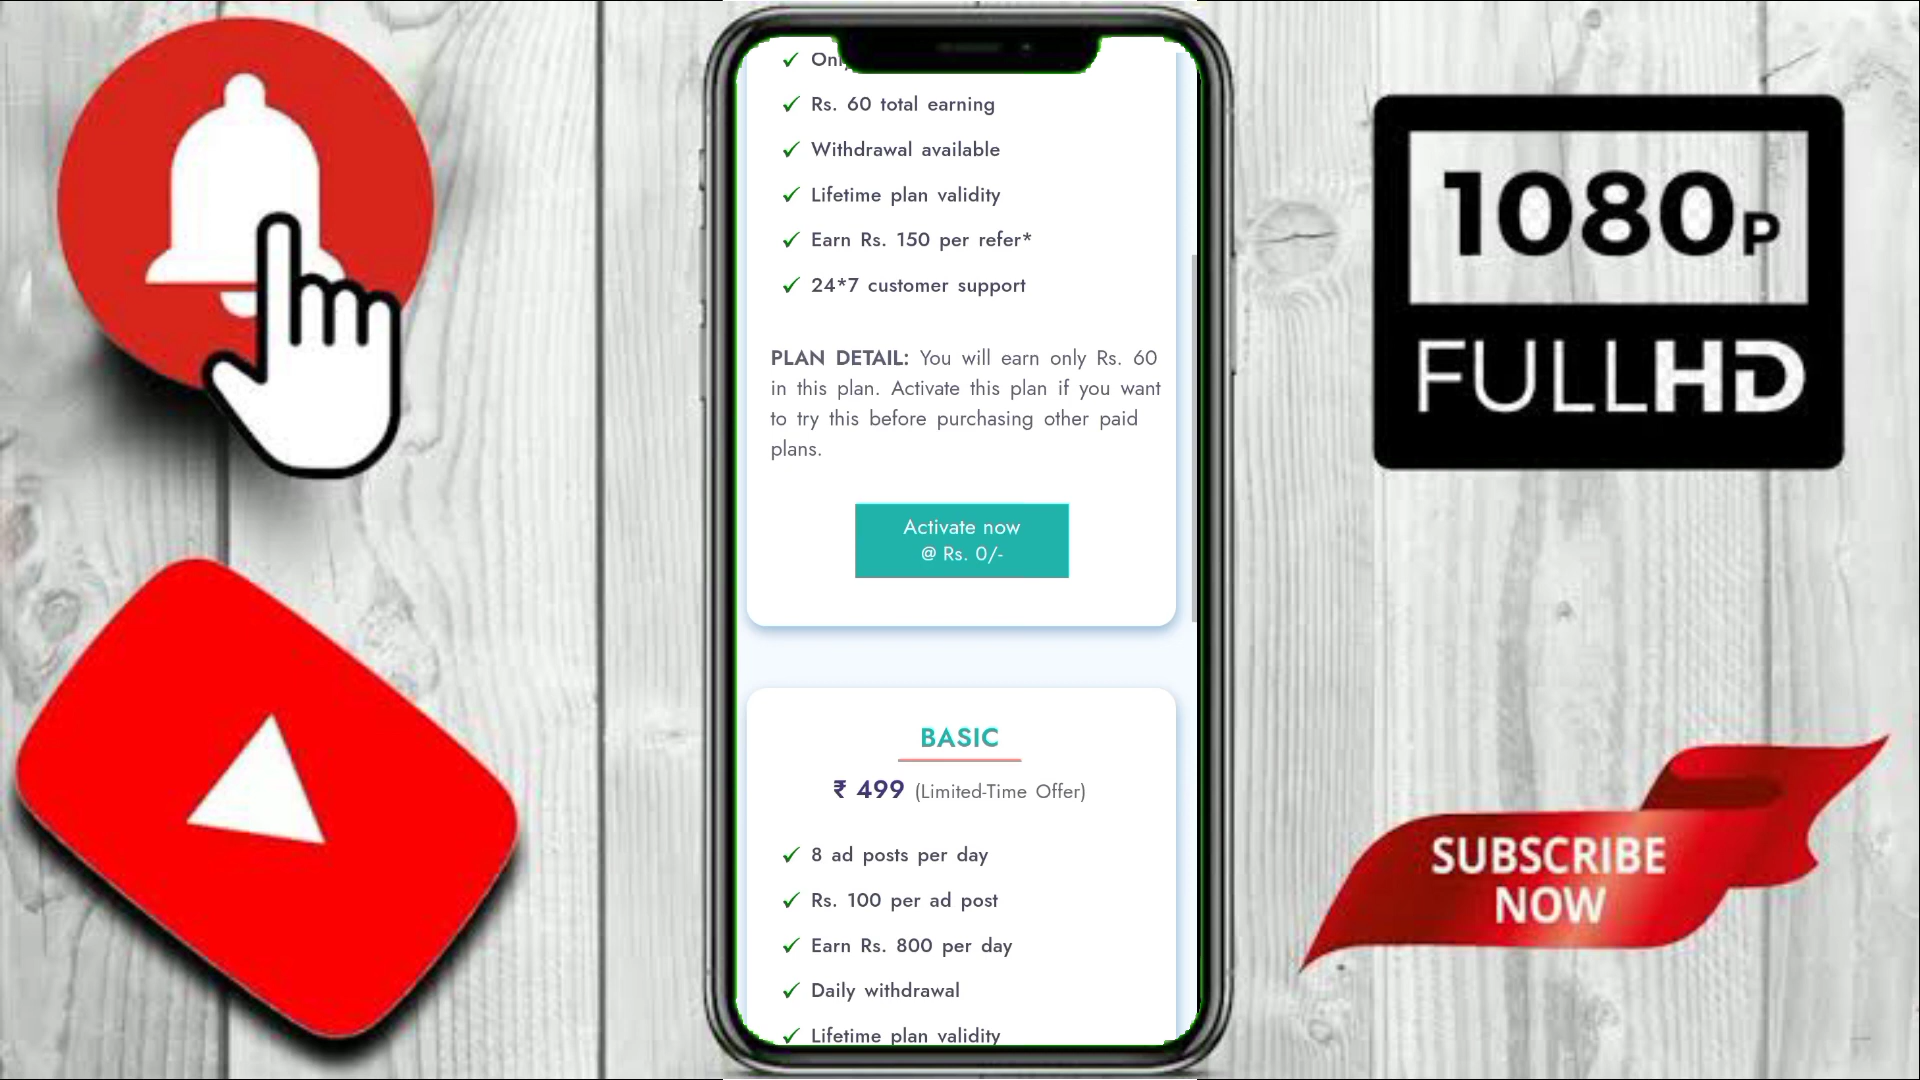 Rs. 60 total earning
Withdrawal available
Lifetime plan validity
Earn Rs. 150 per refer*
24*7 customer support
PLAN DETAIL: You will earn only Rs. 60
in this plan. Activate this plan if you want
to try this before purchasing other paid
plans.
Activate now
@ Rs. 0/-
BASIC
₹ 499 (Limited-Time Offer)
8 ad posts per day
Rs. 100 per ad post
Earn Rs. 800 per day
Daily withdrawal
Lifetime plan validity
1080P
FULLHD
SUBSCRIBE
NOW